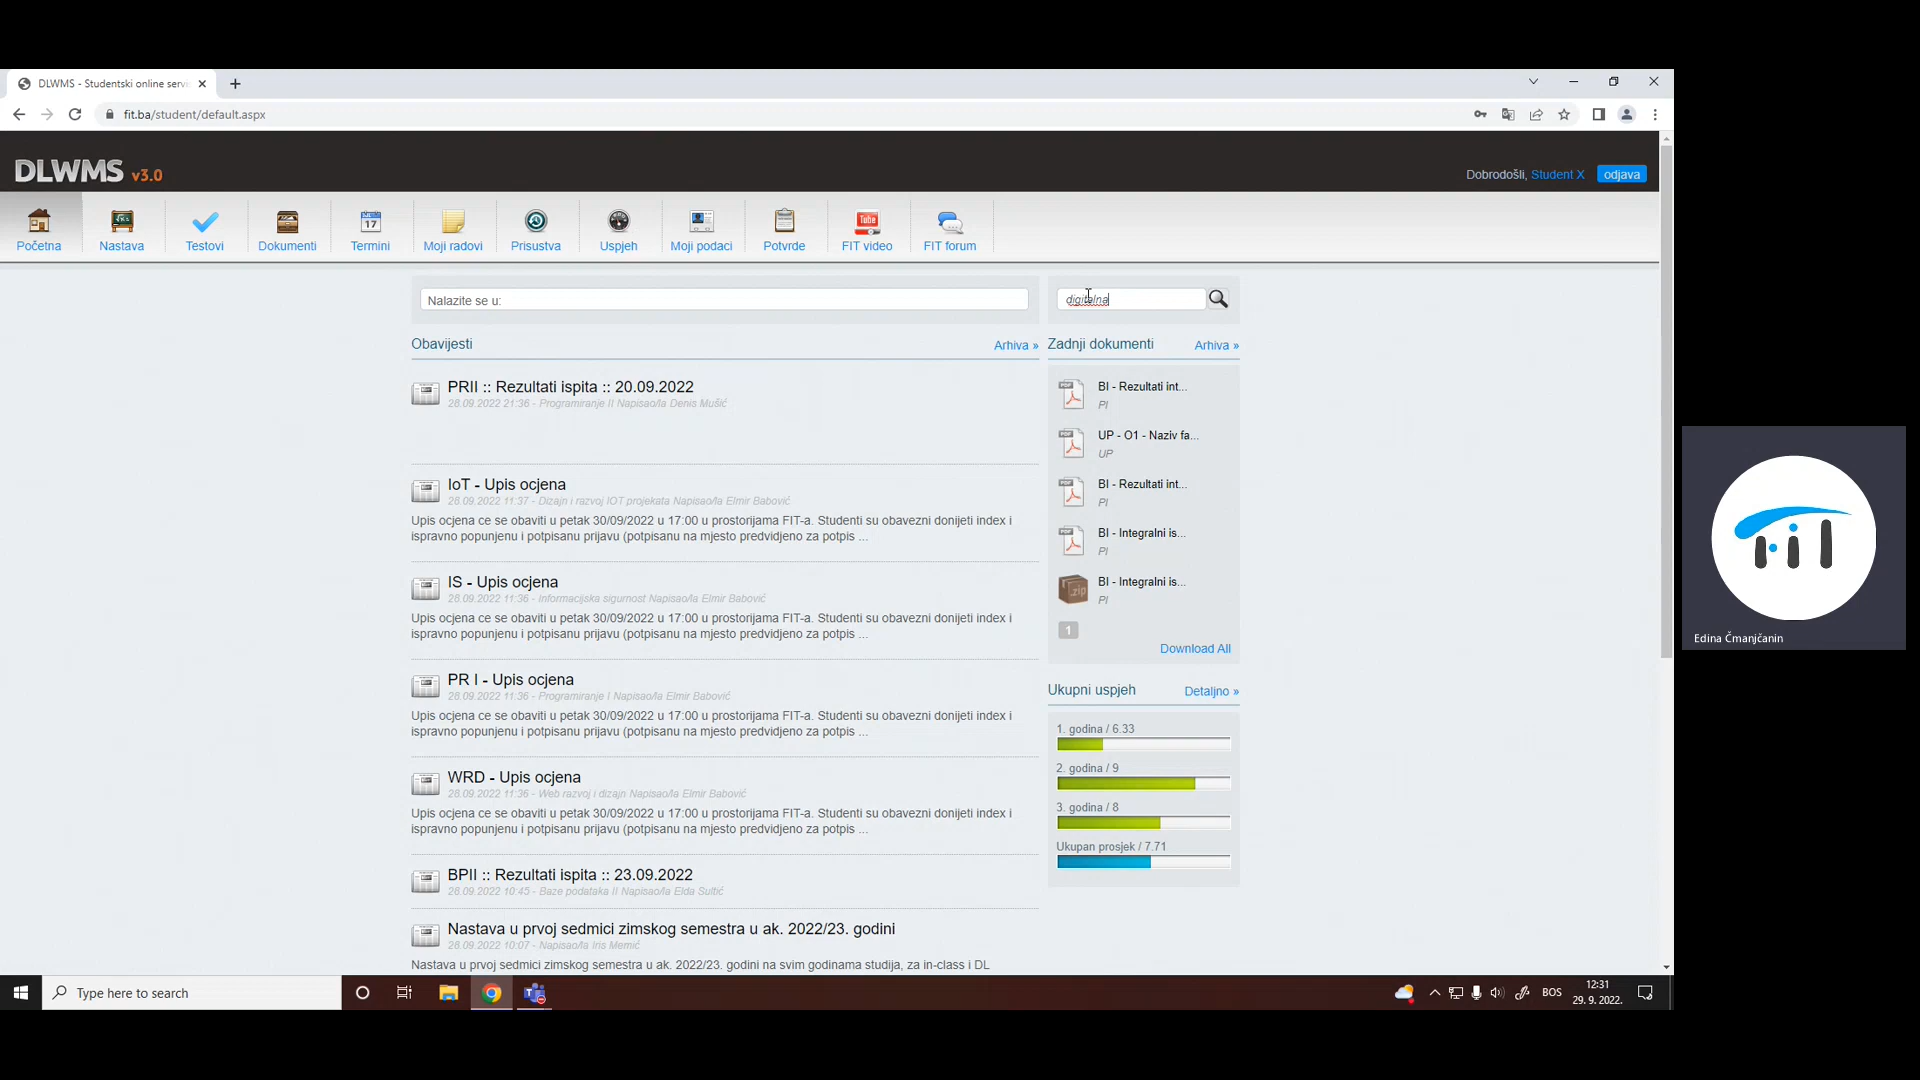 DLWMS - Studentski online servi
fit.ba/student/default.aspx
DLWMS v3.0
Dobrodošli, Student X
odjava
Početna
Nastava
Testovi
Dokumenti
Termini
Moji radovi
Prisustva
Uspjeh
Moji podaci
Potvrde
FIT video
FIT forum
17
Tube
Nalazite se u:
digitalna
Obavijesti
Arhiva »
PRII :: Rezultati ispita :: 20.09.2022
28.09.2022 21:36 - Programiranje II Napisao/la Denis Mušić
IoT - Upis ocjena
28.09.2022 11:37 - Dizajn i razvoj IOT projekata Napisao/la Elmir Babović
Upis ocjena ce se obaviti u petak 30/09/2022 u 17:00 u prostorijama FIT-a. Studenti su obavezni donijeti index i
ispravno popunjenu i potpisanu prijavu (potpisanu na mjesto predvidjeno za potpis ...
IS - Upis ocjena
28.09.2022 11:36 - Informacijska sigurnost Napisao/la Elmir Babović
Upis ocjena ce se obaviti u petak 30/09/2022 u 17:00 u prostorijama FIT-a. Studenti su obavezni donijeti index i
ispravno popunjenu i potpisanu prijavu (potpisanu na mjesto predvidjeno za potpis ...
PR I - Upis ocjena
28.09.2022 11:36 - Programiranje I Napisao/la Elmir Babović
Upis ocjena ce se obaviti u petak 30/09/2022 u 17:00 u prostorijama FIT-a. Studenti su obavezni donijeti index i
ispravno popunjenu i potpisanu prijavu (potpisanu na mjesto predvidjeno za potpis ...
WRD - Upis ocjena
28.09.2022 11:36 - Web razvoj i dizajn Napisao/la Elmir Babović
Upis ocjena ce se obaviti u petak 30/09/2022 u 17:00 u prostorijama FIT-a. Studenti su obavezni donijeti index i
ispravno popunjenu i potpisanu prijavu (potpisanu na mjesto predvidjeno za potpis ...
BPII :: Rezultati ispita :: 23.09.2022
28.09.2022 10:45 - Baze podataka II Napisao/la Elda Sultić
Nastava u prvoj sedmici zimskog semestra u ak. 2022/23. godini
28.09.2022 10:07 - Napisao/la Iris Memić
Nastava u prvoj sedmici zimskog semestra u ak. 2022/23. godini na svim godinama studija, za in-class i DL
Zadnji dokumenti
Arhiva »
BI - Rezultati int...
PI
UP - O1 - Naziv fa...
UP
BI - Rezultati int...
PI
BI - Integralni is...
PI
BI - Integralni is...
PI
1
Download All
Ukupni uspjeh
Detaljno »
1. godina / 6.33
2. godina / 9
3. godina / 8
Ukupan prosjek / 7.71
Edina Čmanjčanin
Type here to search
BOS
12:31
29. 9. 2022.